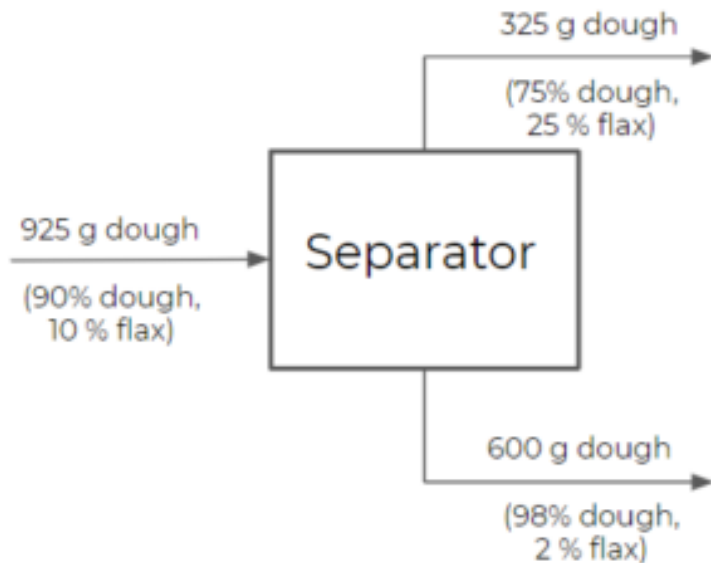 325 g dough
(75% dough,
25 % flax)
925 g dough
(90% dough,
10 % flax)
Separator
600 g dough
(98% dough,
2 % flax)